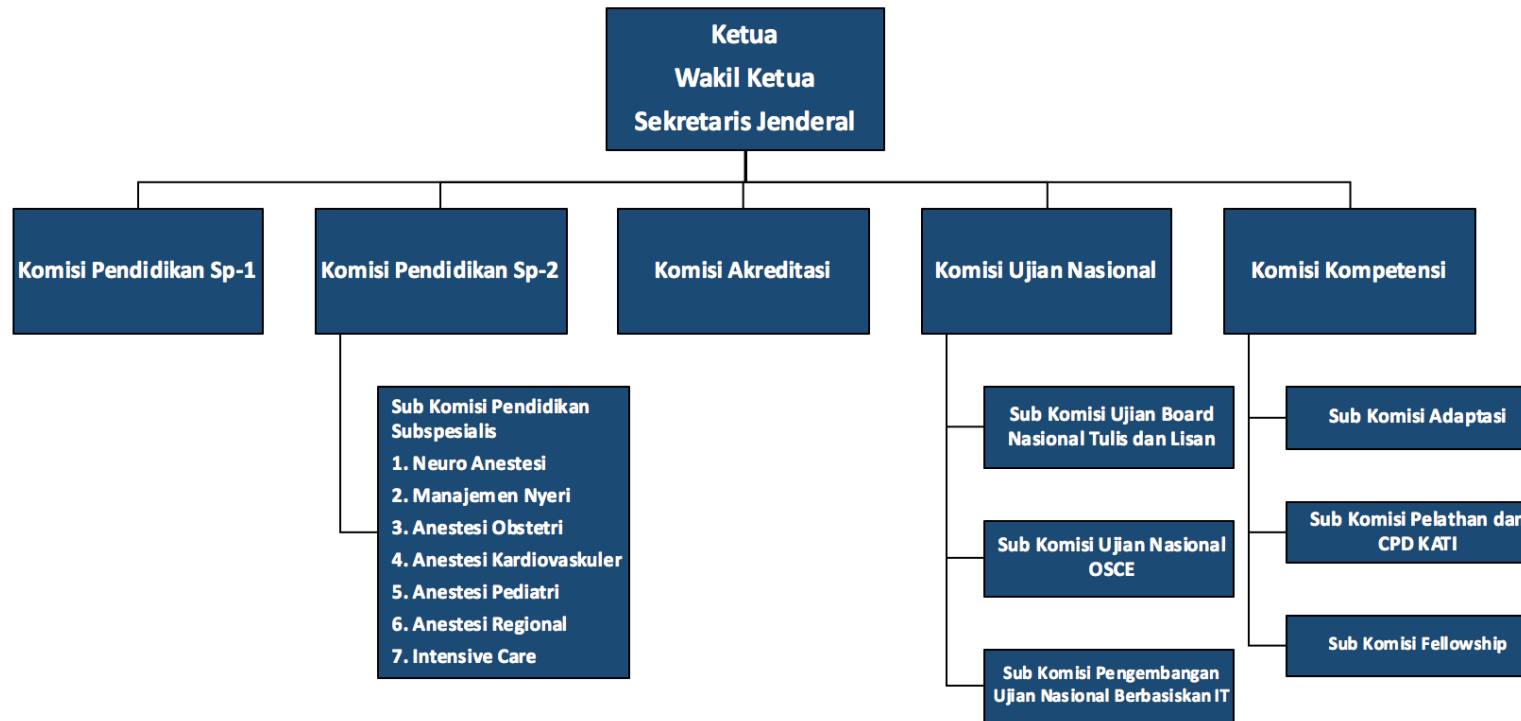 Ketua
Wakil Ketua
Sekretaris Jenderal
Komisi Pendidikan Sp-1
Komisi Pendidikan Sp-2
Komisi Akreditasi
Komisi Ujian Nasional
Komisi Kompetensi
Sub Komisi Pendidikan
Subspesialis
1. Neuro Anestesi
2. Manajemen Nyeri
3. Anestesi Obstetri
4. Anestesi Kardiovaskuler
5. Anestesi Pediatri
6. Anestesi Regional
7. Intensive Care
Sub Komisi Ujian Board
Nasional Tulis dan Lisan
Sub Komisi Ujian Nasional
OSCE
Sub Komisi Pengembangan
Ujian Nasional Berbasiskan IT
Sub Komisi Adaptasi
Sub Komisi Pelathan dan
CPD KATI
Sub Komisi Fellowship